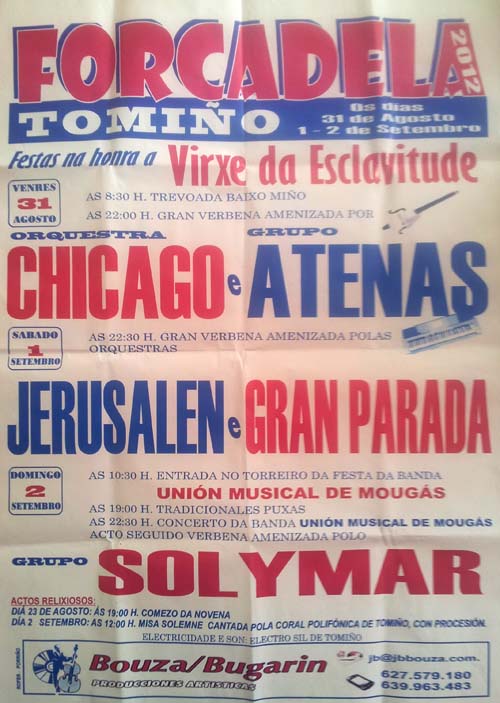 FORCADELA
2012
TOMIÑO
Os días
31 de Agosto
1 - 2 de Setembro
Festas na honra a Virxe da Esclavitude
VENRES
31
AGOSTO
AS 8:30 H. TREVOADA BAIXO MIÑO
AS 22:00 H. GRAN VERBENA AMENIZADA POR
ORQUESTRA GRUPO
CHICAGO e ATENAS
SABADO
1
SETEMBRO
AS 22:30 H. GRAN VERBENA AMENIZADA POLAS
ORQUESTRAS
JERUSALEN e GRAN PARADA
DOMINGO
2
SETEMBRO
AS 10:30 H. ENTRADA NO TORREIRO DA FESTA DA BANDA
UNIÓN MUSICAL DE MOUGÁS
AS 19:00 H. TRADICIONALES PUXAS
AS 22:30 H. CONCERTO DA BANDA UNIÓN MUSICAL DE MOUGÁS
ACTO SEGUIDO VERBENA AMENIZADA POLO
GRUPO SOLYMAR
ACTOS RELIXIOSOS:
DÍA 23 DE AGOSTO: ÁS 19:00 H. COMEZO DA NOVENA
DÍA 2 SETEMBRO: ÁS 12:00 H. MISA SOLEMNE CANTADA POLA CORAL POLIFÓNICA DE TOMIÑO, CON PROCESIÓN.
ELECTRICIDADE E SON: ELECTRO SIL DE TOMIÑO
Bouza/Bugarin
PRODUCCIONES ARTISTICAS
jb@jbbouza.com.
627.579.180
639.963.483